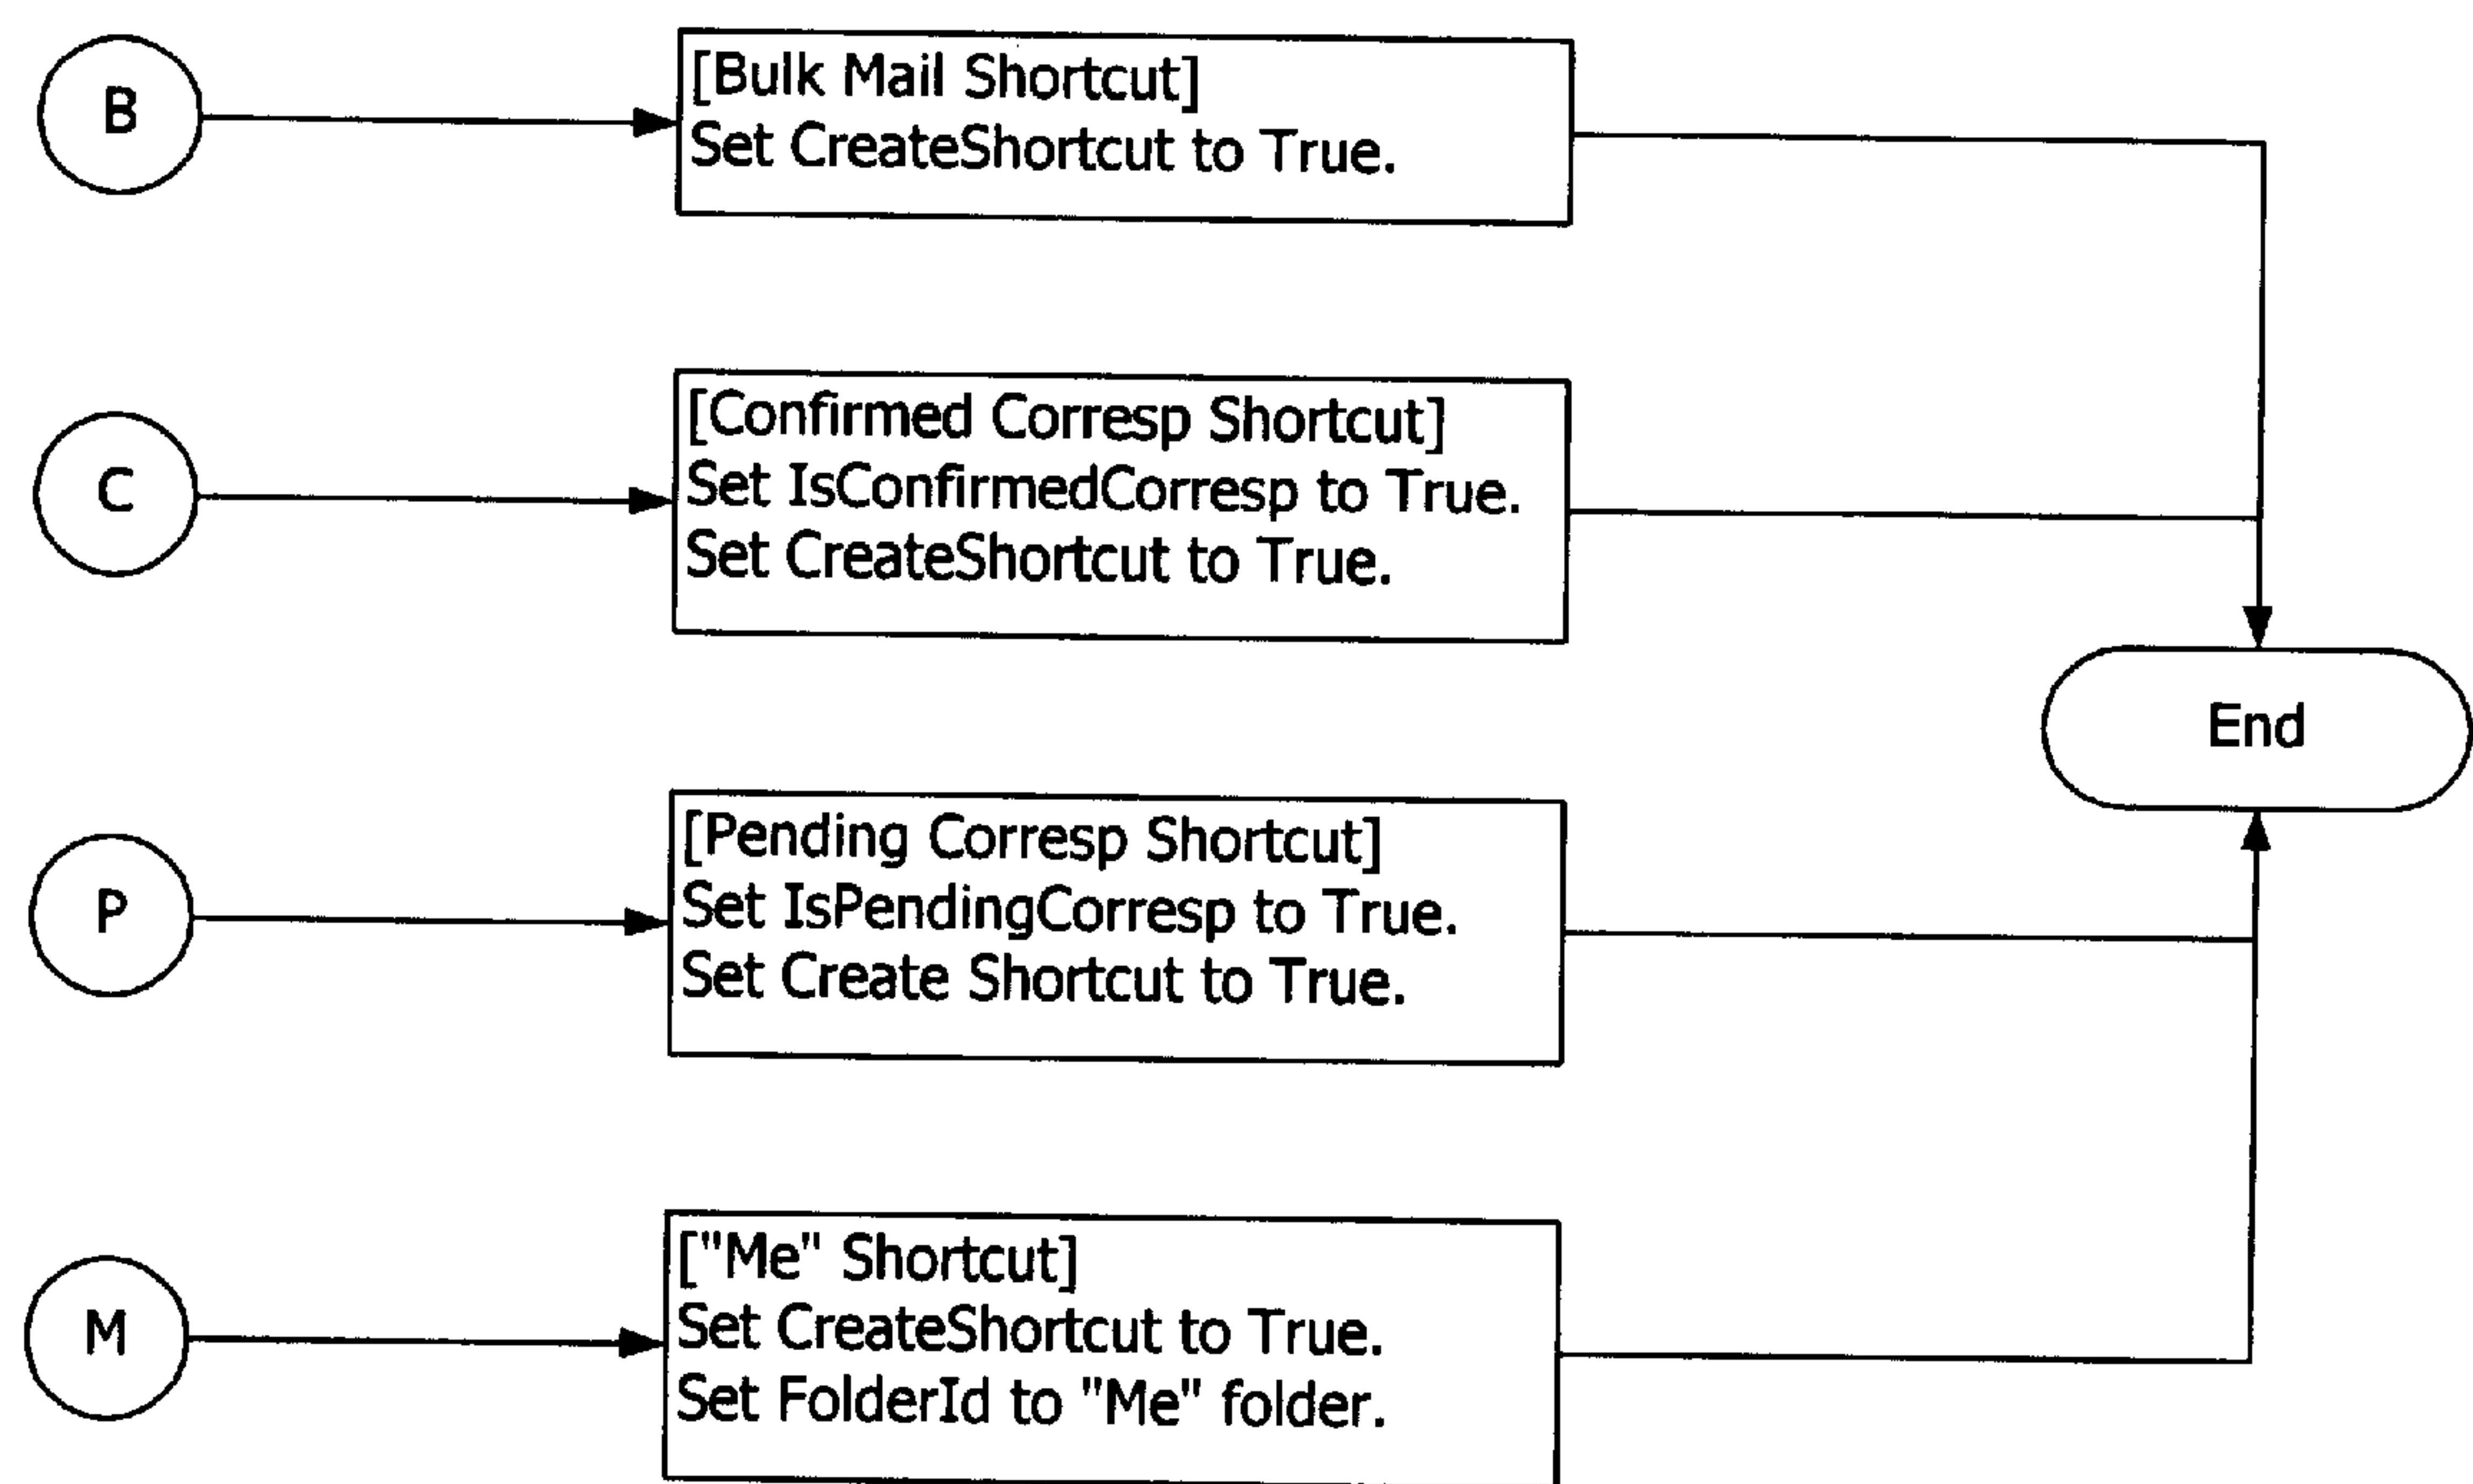 B
[Bulk Mail Shortcut]
Set CreateShortcut to True.
C
[Confirmed Corresp Shortcut]
Set IsConfirmedCorresp to True.
Set CreateShortcut to True.
End
P
[Pending Corresp Shortcut]
Set IsPendingCorresp to True.
Set Create Shortcut to True.
M
["Me" Shortcut]
Set CreateShortcut to True.
Set FolderId to "Me" folder.